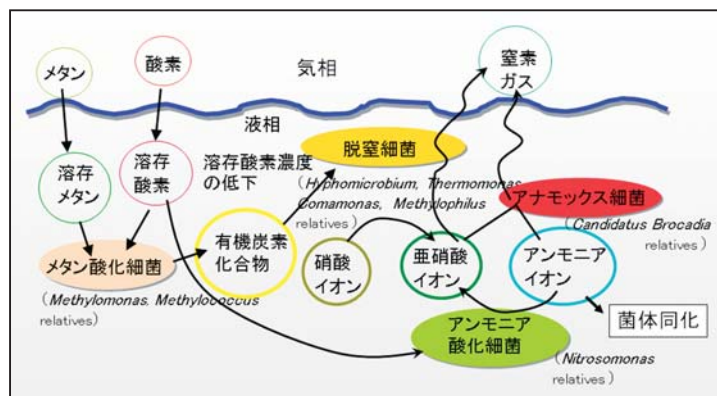 メタン
酸素
気相
窒素
ガス
液相
溶存
メタン
溶存
酸素
溶存酸素濃度
の低下
脱窒細菌
(Hyphomicrobium, Thermomonas,
Comamonas, Methylophilus
relatives)
アナモックス細菌
(Candidatus Brocadia
relatives)
メタン酸化細菌
(Methylomonas, Methylococcus
relatives)
有機炭素
化合物
硝酸
イオン
亜硝酸
イオン
アンモニア
イオン
菌体同化
アンモニア
酸化細菌
(Nitrosomonas
relatives)